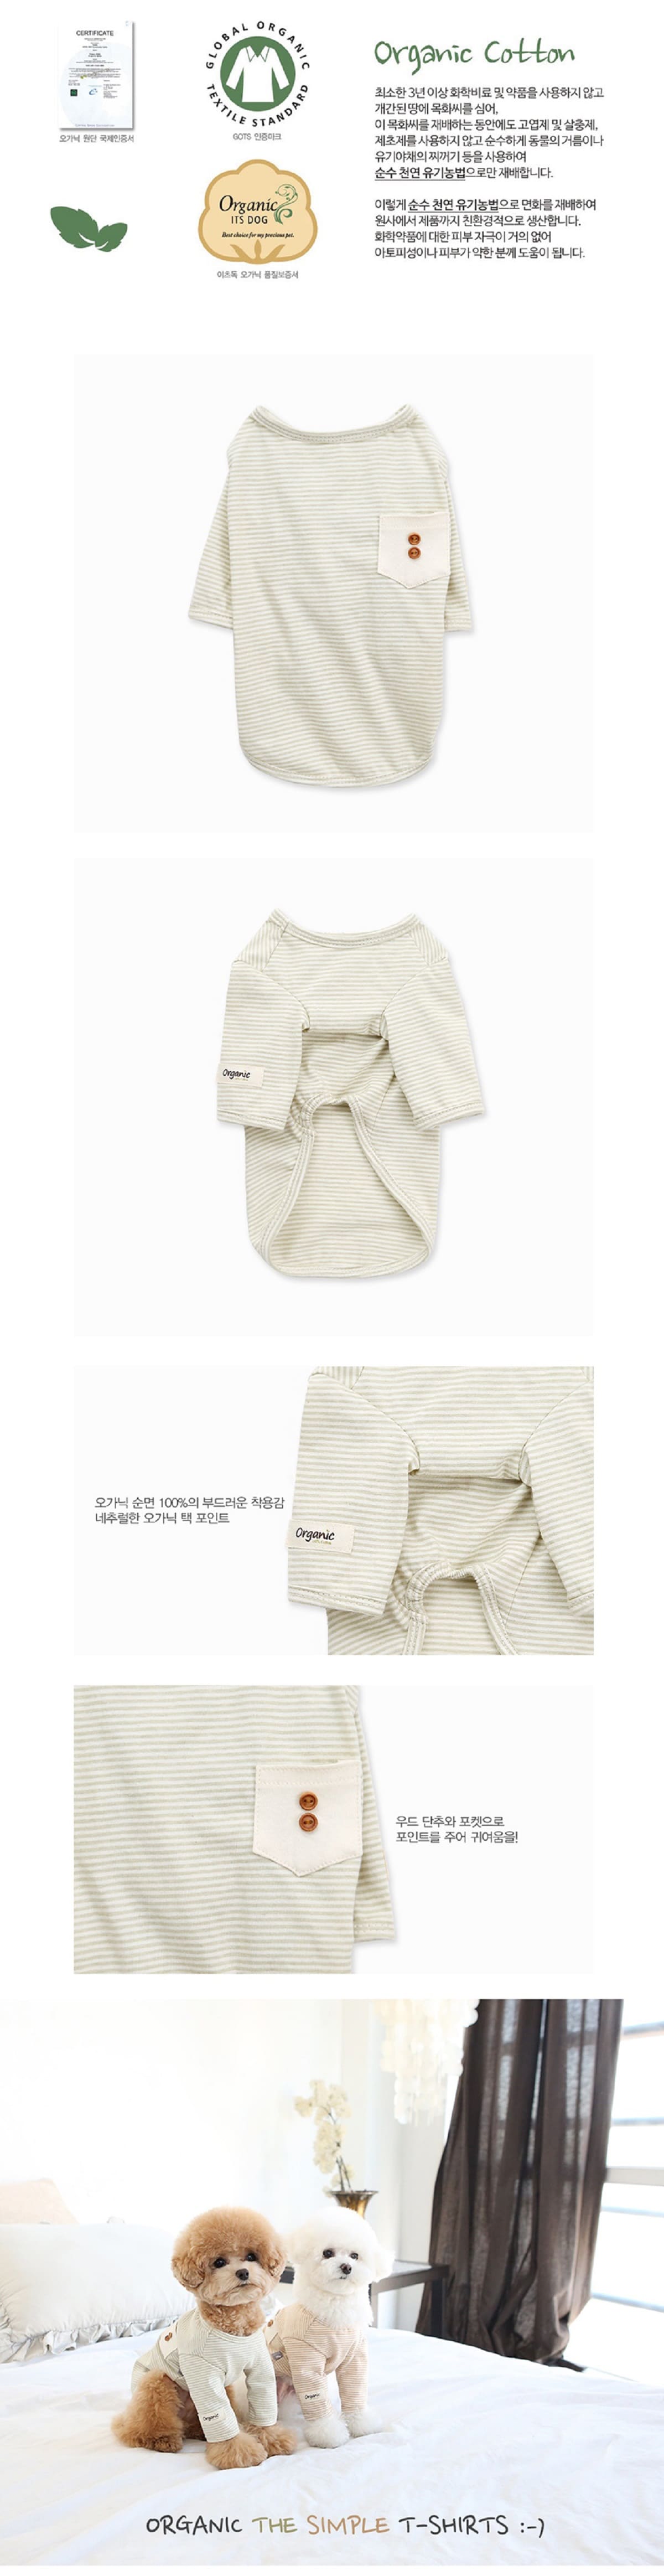 CERTIFICATE
오가닉 원단 국제인증서
GLOBAL ORGANIC
TEXTILE STANDARD
GOTS 인증마크
Organic
ITS DOG
Best choice for my precious pet.
이츠독 오가닉 품질보증서
Organic Cotton
최소한 3년 이상 화학비료 및 약품을 사용하지 않고
개간된 땅에 목화씨를 심어,
이 목화씨를 재배하는 동안에도 고엽제 및 살충제,
제초제를 사용하지 않고 순수하게 동물의 거름이나
유기야채의 찌꺼기 등을 사용하여
순수 천연 유기농법으로만 재배합니다.
이렇게 순수 천연 유기농법으로 면화를 재배하여
원사에서 제품까지 친환경적으로 생산합니다.
화학약품에 대한 피부 자극이 거의 없어
아토피성이나 피부가 약한 분께 도움이 됩니다.
Organic
오가닉 순면 100%의 부드러운 착용감
네추럴한 오가닉 택 포인트
Organic
우드 단추와 포켓으로
포인트를 주어 귀여움을!
Organic
Organic
ORGANIC THE SIMPLE T-SHIRTS :-)